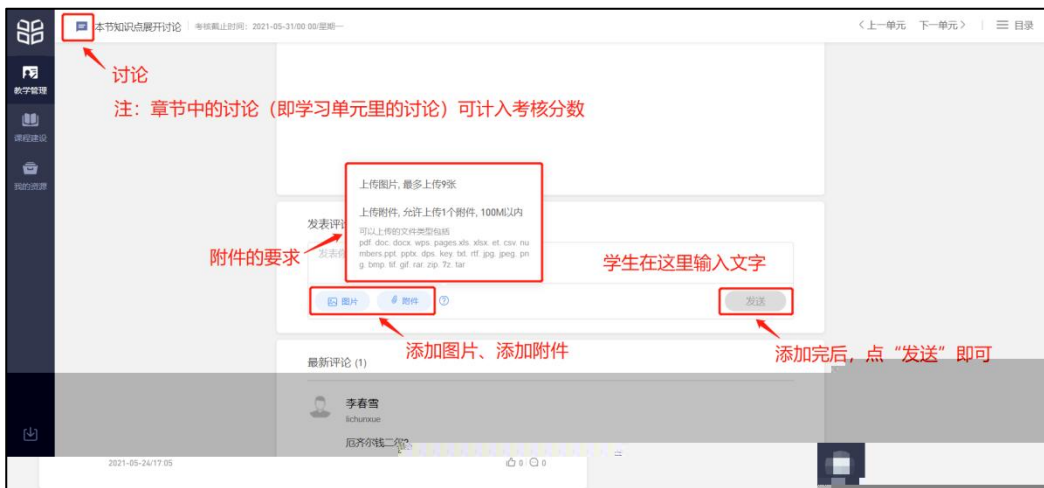 本节知识点展开讨论 考核截止时间：2021-05-31/00:00/星期一
〈上一单元 下一单元〉 目录
讨论
教学管理
注：章节中的讨论（即学习单元里的讨论）可计入考核分数
课程建设
我的资源
上传图片, 最多上传9张
上传附件, 允许上传1个附件, 100M以内
发表评
可以上传的文件类型包括
pdf. doc. docx. wps. pages.xls. xlsx. et. csv. nu
mbers.ppt. pptx. dps. key. txt. rtf. jpg. jpeg. pn
g. bmp. tif. gif. rar. zip. 7z. tar
附件的要求
学生在这里输入文字
图片 附件 发送
添加图片、添加附件
添加完后，点“发送”即可
最新评论 (1)
李春雪
lichunxue
2021-05-24/17:05 0 0